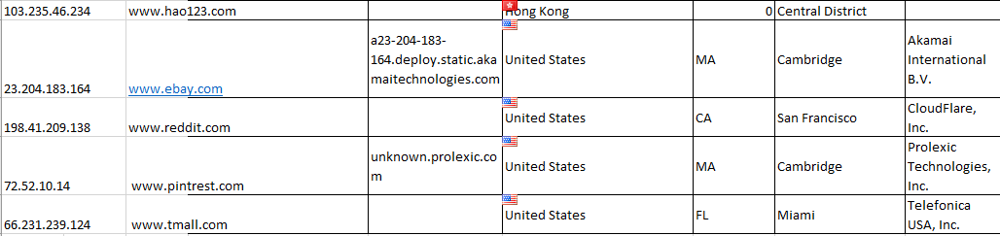 103.235.46.234 www.hao123.com Hong Kong 0 Central District
a23-204-183-
164.deploy.static.aka
maitechnologies.com
23.204.183.164 www.ebay.com United States MA Cambridge
Akamai
International
B.V.
198.41.209.138 www.reddit.com United States CA San Francisco
CloudFlare,
Inc.
unknown.prolexic.co
m
72.52.10.14 www.pintrest.com United States MA Cambridge
Prolexic
Technologies,
Inc.
66.231.239.124 www.tmall.com United States FL Miami
Telefonica
USA, Inc.